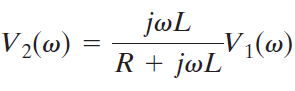 V₂(ω) = jωL / (R + jωL) V₁(ω)